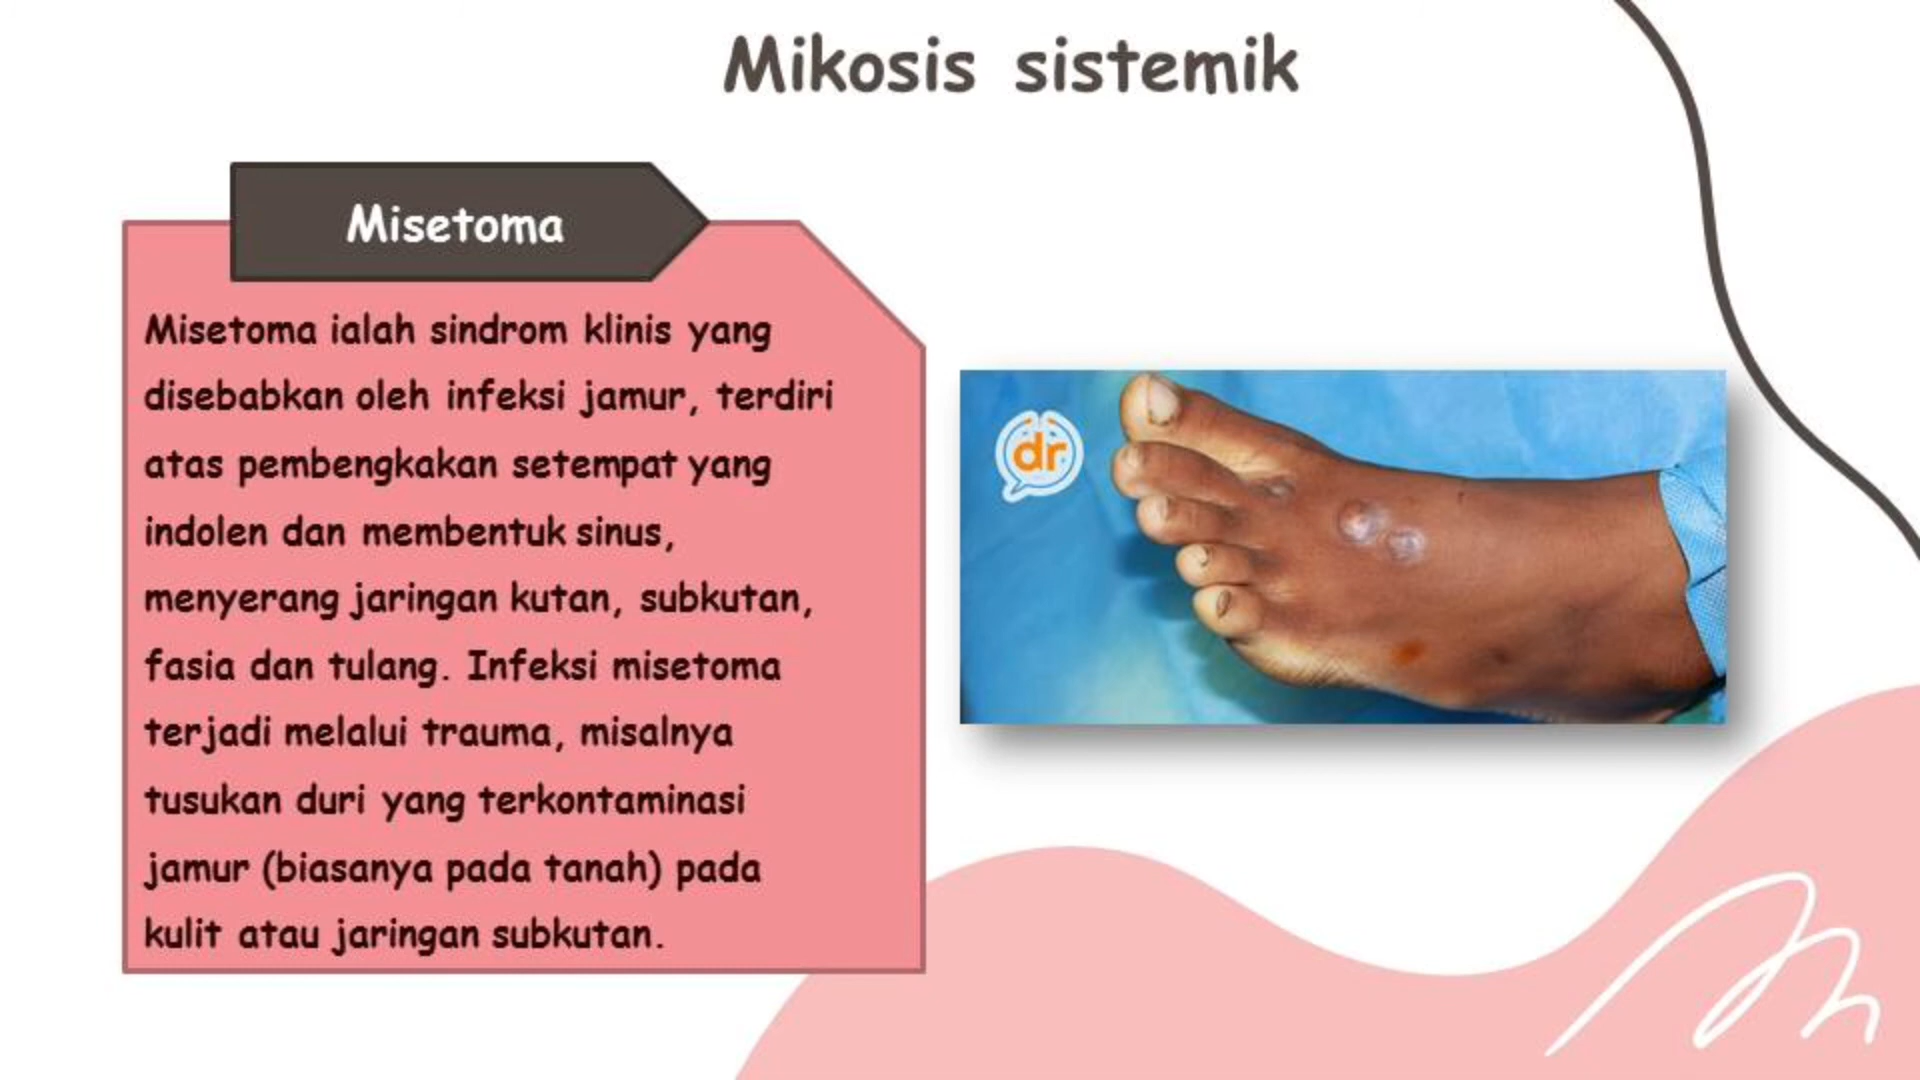 Mikosis sistemik
Misetoma
Misetoma ialah sindrom klinis yang
disebabkan oleh infeksi jamur, terdiri
atas pembengkakan setempat yang
indolen dan membentuk sinus,
menyerang jaringan kutan, subkutan,
fasia dan tulang. Infeksi misetoma
terjadi melalui trauma, misalnya
tusukan duri yang terkontaminasi
jamur (biasanya pada tanah) pada
kulit atau jaringan subkutan.
dr